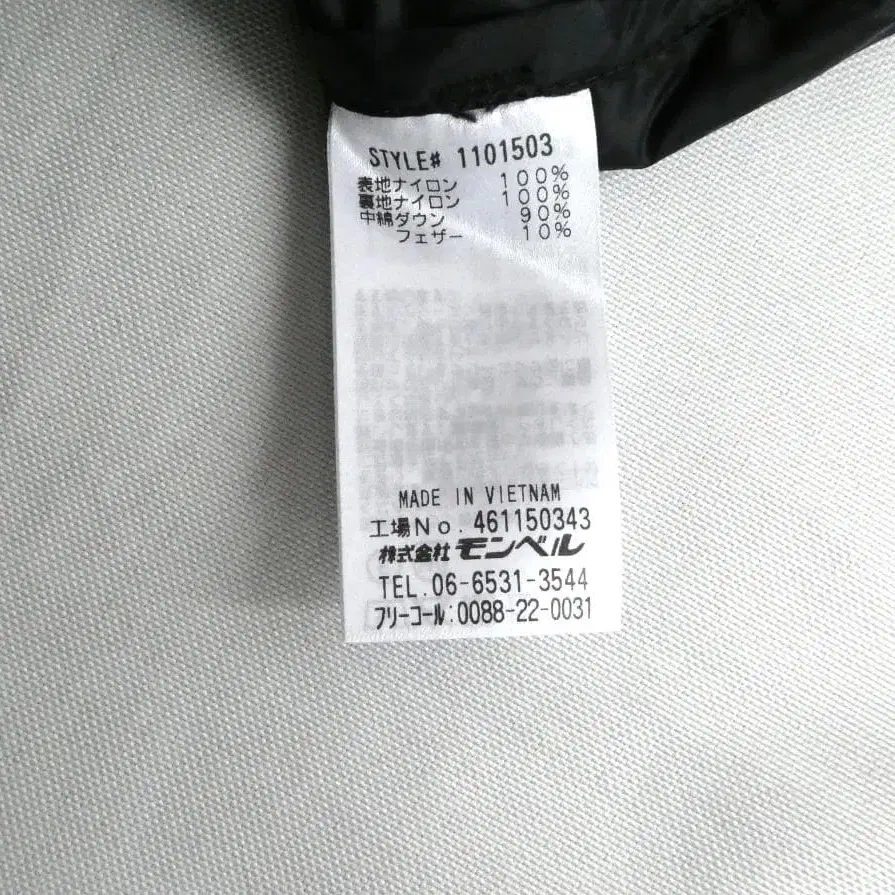 STYLE# 1101503
表地ナイロン 100%
裏地ナイロン 100%
中綿ダウン 90%
フェザー 10%
MADE IN VIETNAM
工場No. 461150343
株式会社モンベル
TEL.06-6531-3544
フリーコール:0088-22-0031